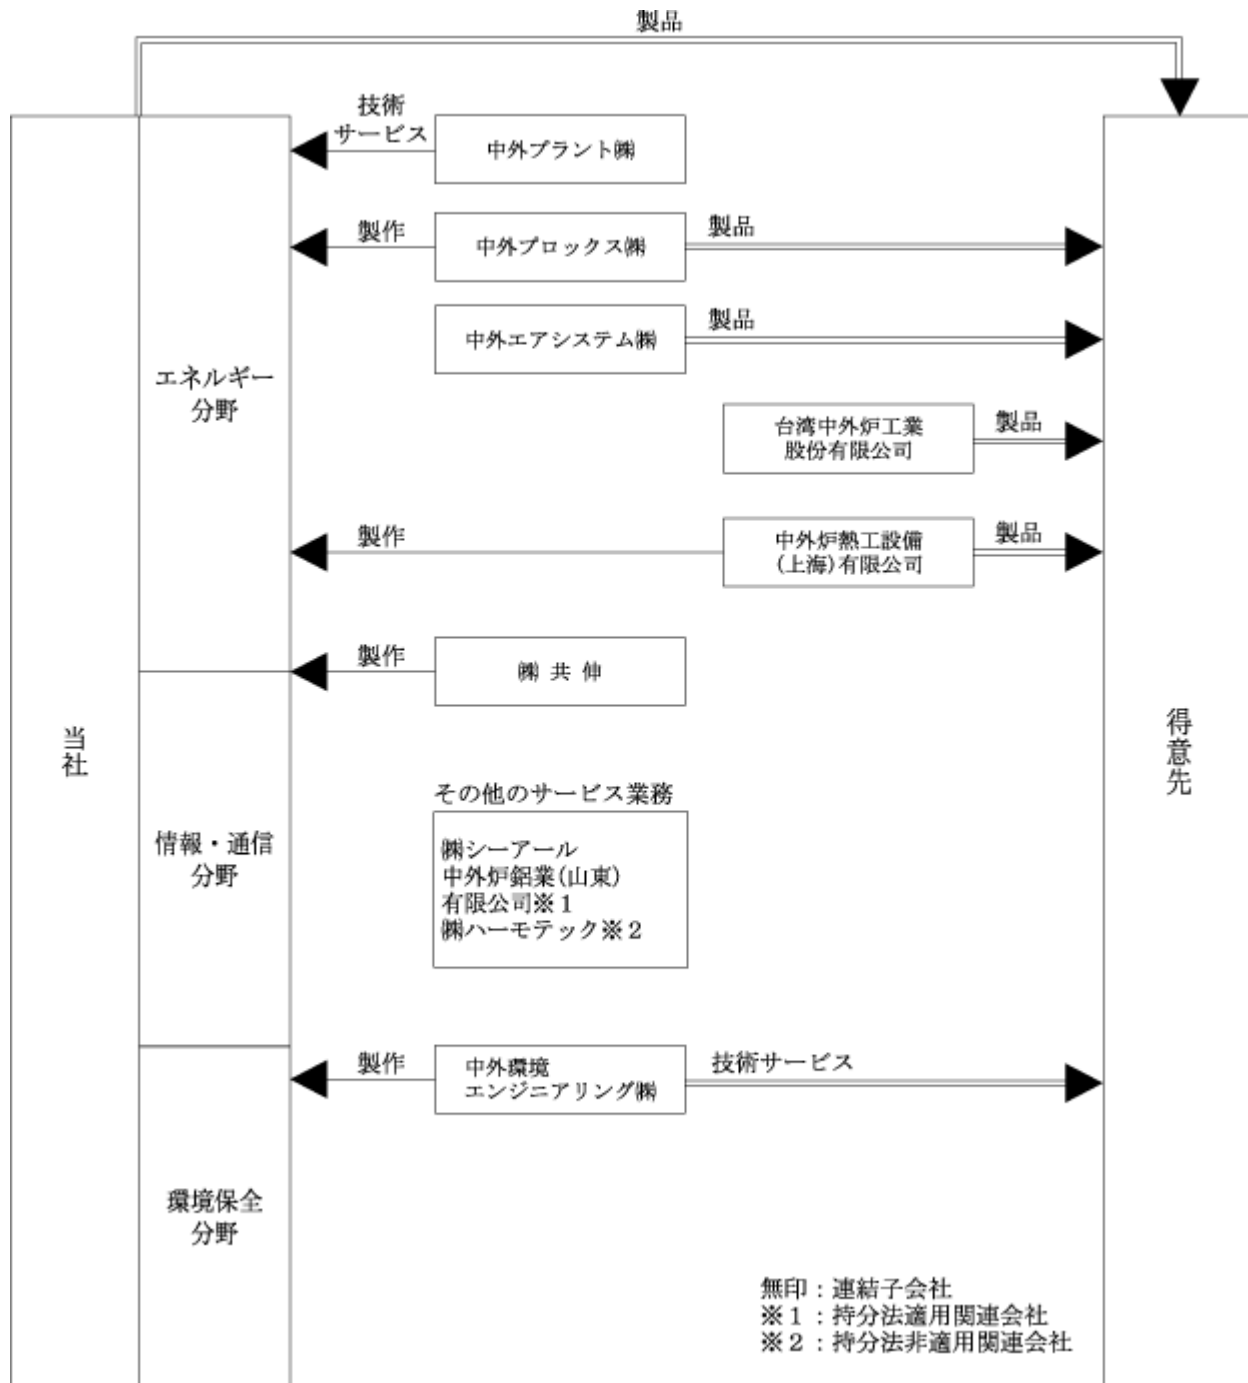 製品
技術
サービス
中外プラント㈱
製作
中外プロックス㈱
製品
中外エアシステム㈱
製品
エネルギー
分野
台湾中外炉工業
股份有限公司
製品
製作
中外炉熱工設備
(上海)有限公司
製品
製作
㈱ 共 伸
当社
得意先
その他のサービス業務
情報・通信
分野
㈱シーアール
中外炉鋁業(山東)
有限公司※1
㈱ハーモテック※2
製作
中外環境
エンジニアリング㈱
技術サービス
環境保全
分野
無印：連結子会社
※1：持分法適用関連会社
※2：持分法非適用関連会社